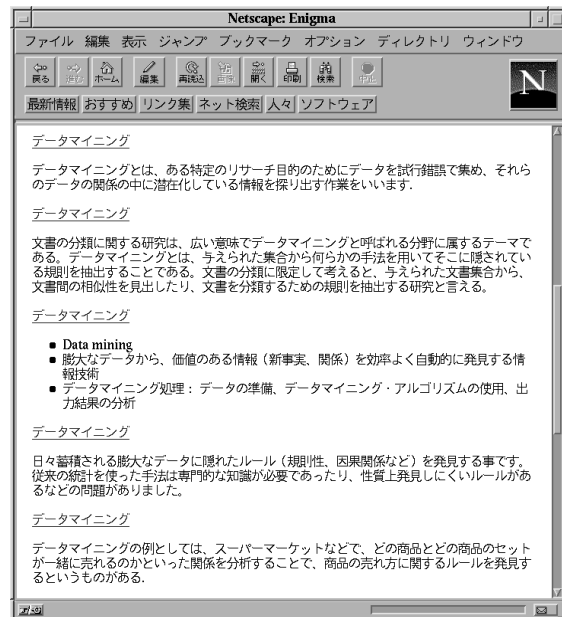 Netscape: Enigma
ファイル 編集 表示 ジャンプ ブックマーク オプション ディレクトリ ウィンドウ
戻る ホーム 編集 再読込 開く 印刷 検索
N
最新情報 おすすめ リンク集 ネット検索 人々 ソフトウェア
データマイニング
データマイニングとは、ある特定のリサーチ目的のためにデータを試行錯誤で集め、それら
のデータの関係の中に潜在化している情報を探り出す作業をいいます.
データマイニング
文書の分類に関する研究は、広い意味でデータマイニングと呼ばれる分野に属するテーマで
ある。データマイニングとは、与えられた集合から何らかの手法を用いてそこに隠されてい
る規則を抽出することである。文書の分類に限定して考えると、与えられた文書集合から、
文書間の相似性を見出したり、文書を分類するための規則を抽出する研究と言える。
データマイニング
Data mining
膨大なデータから、価値のある情報（新事実、関係）を効率よく自動的に発見する情
報技術
データマイニング処理： データの準備、データマイニング・アルゴリズムの使用、出
力結果の分析
データマイニング
日々蓄積される膨大なデータに隠れたルール（規則性、因果関係など）を発見する事です。
従来の統計を使った手法は専門的な知識が必要であったり、性質上発見しにくいルールがあ
るなどの問題がありました。
データマイニング
データマイニングの例としては、スーパーマーケットなどで、どの商品とどの商品のセット
が一緒に売れるのかといった関係を分析することで、商品の売れ方に関するルールを発見す
るというものがある.